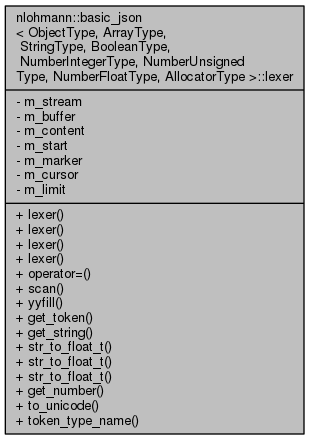 nlohmann::basic_json
< ObjectType, ArrayType,
StringType, BooleanType,
NumberIntegerType, NumberUnsigned
Type, NumberFloatType, AllocatorType >::lexer
- m_stream
- m_buffer
- m_content
- m_start
- m_marker
- m_cursor
- m_limit
+ lexer()
+ lexer()
+ lexer()
+ lexer()
+ operator=()
+ scan()
+ yyfill()
+ get_token()
+ get_string()
+ str_to_float_t()
+ str_to_float_t()
+ str_to_float_t()
+ get_number()
+ to_unicode()
+ token_type_name()